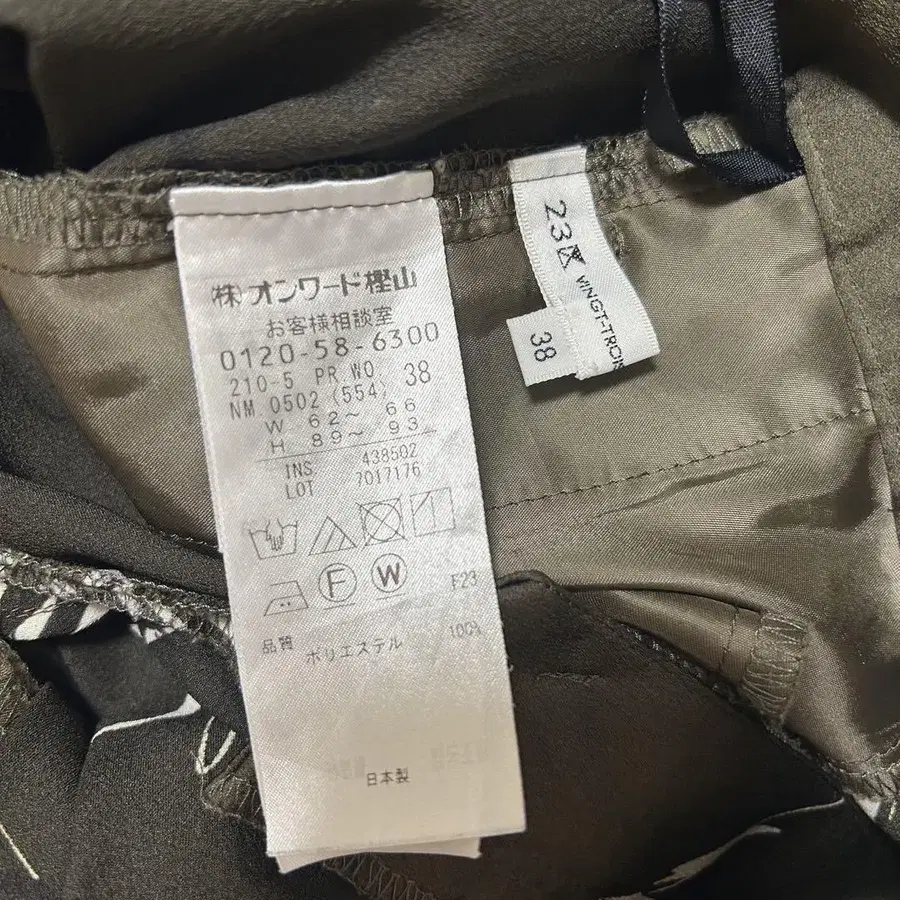 (株)オンワード樫山
お客様相談室
0120-58-6300
210-5 PR.WO. 38
NM.0502 (554)
W 62〜 66
H 89〜 93
INS 438502
LOT 7017176
F
W
F23
品質 ポリエステル 100%
日本製
23区
VINGT-TROIS
38